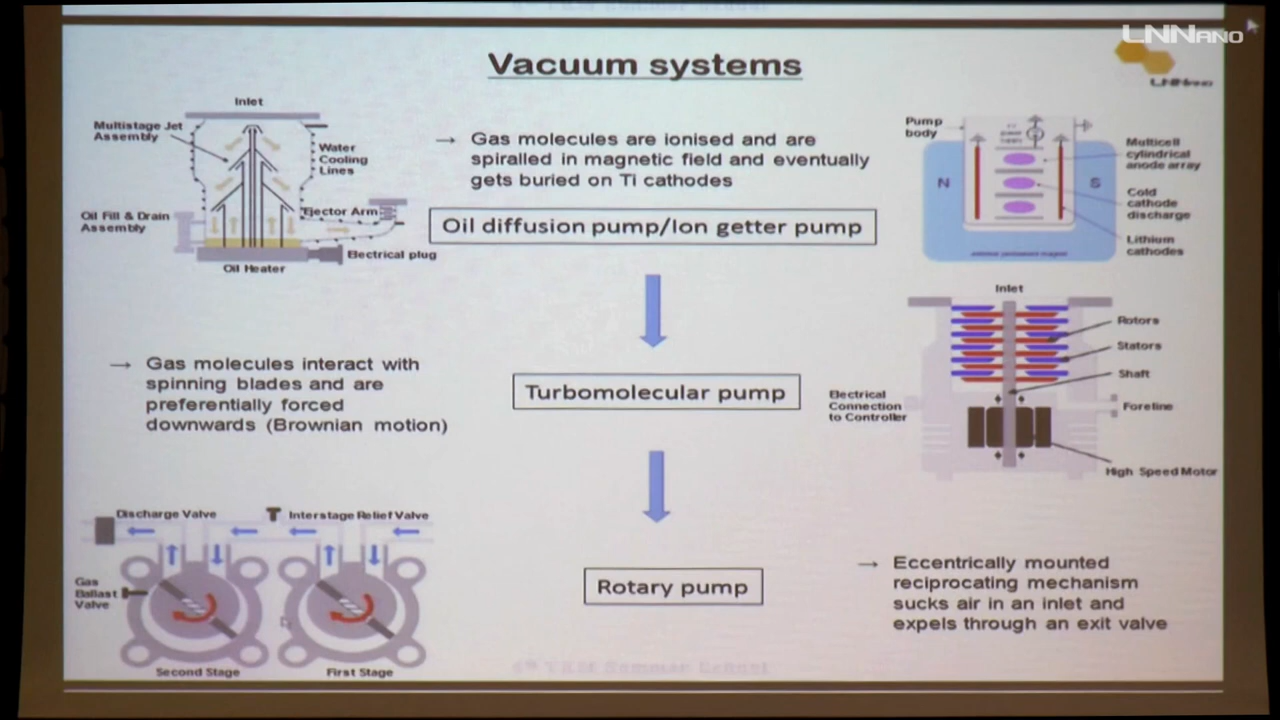 LNNANO
LNNano
Vacuum systems
Inlet
Multistage Jet
Assembly
Water
Cooling
Lines
Ejector Arm
Oil Fill & Drain
Assembly
Electrical plug
Oil Heater
→ Gas molecules are ionised and are
spiralled in magnetic field and eventually
gets buried on Ti cathodes
Oil diffusion pump/Ion getter pump
Pump
body
N
S
Multicell
cylindrical
anode array
Cold
cathode
discharge
Lithium
cathodes
external permanent magnet
→ Gas molecules interact with
spinning blades and are
preferentially forced
downwards (Brownian motion)
Turbomolecular pump
Inlet
Rotors
Stators
Shaft
Electrical
Connection
to Controller
Foreline
High Speed Motor
Discharge Valve
Interstage Relief Valve
Gas
Ballast
Valve
Second Stage
First Stage
Rotary pump
→ Eccentrically mounted
reciprocating mechanism
sucks air in an inlet and
expels through an exit valve